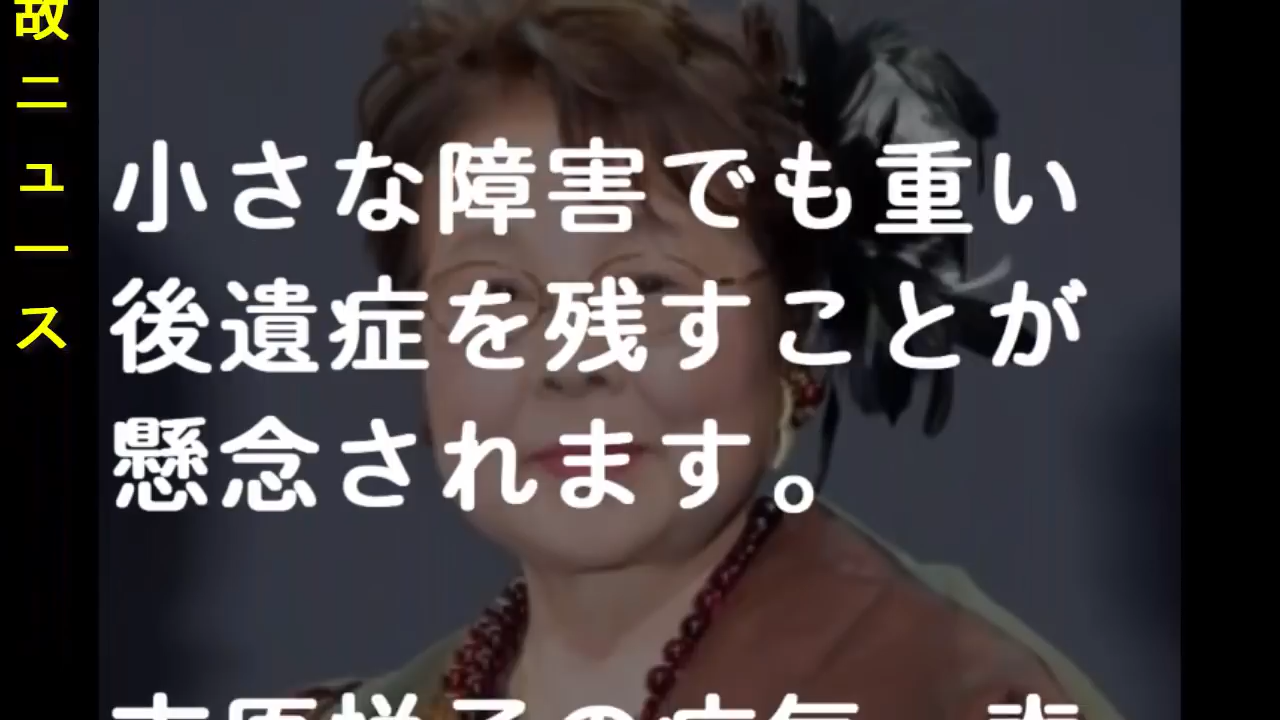 故ニュース
小さな障害でも重い
後遺症を残すことが
懸念されます。